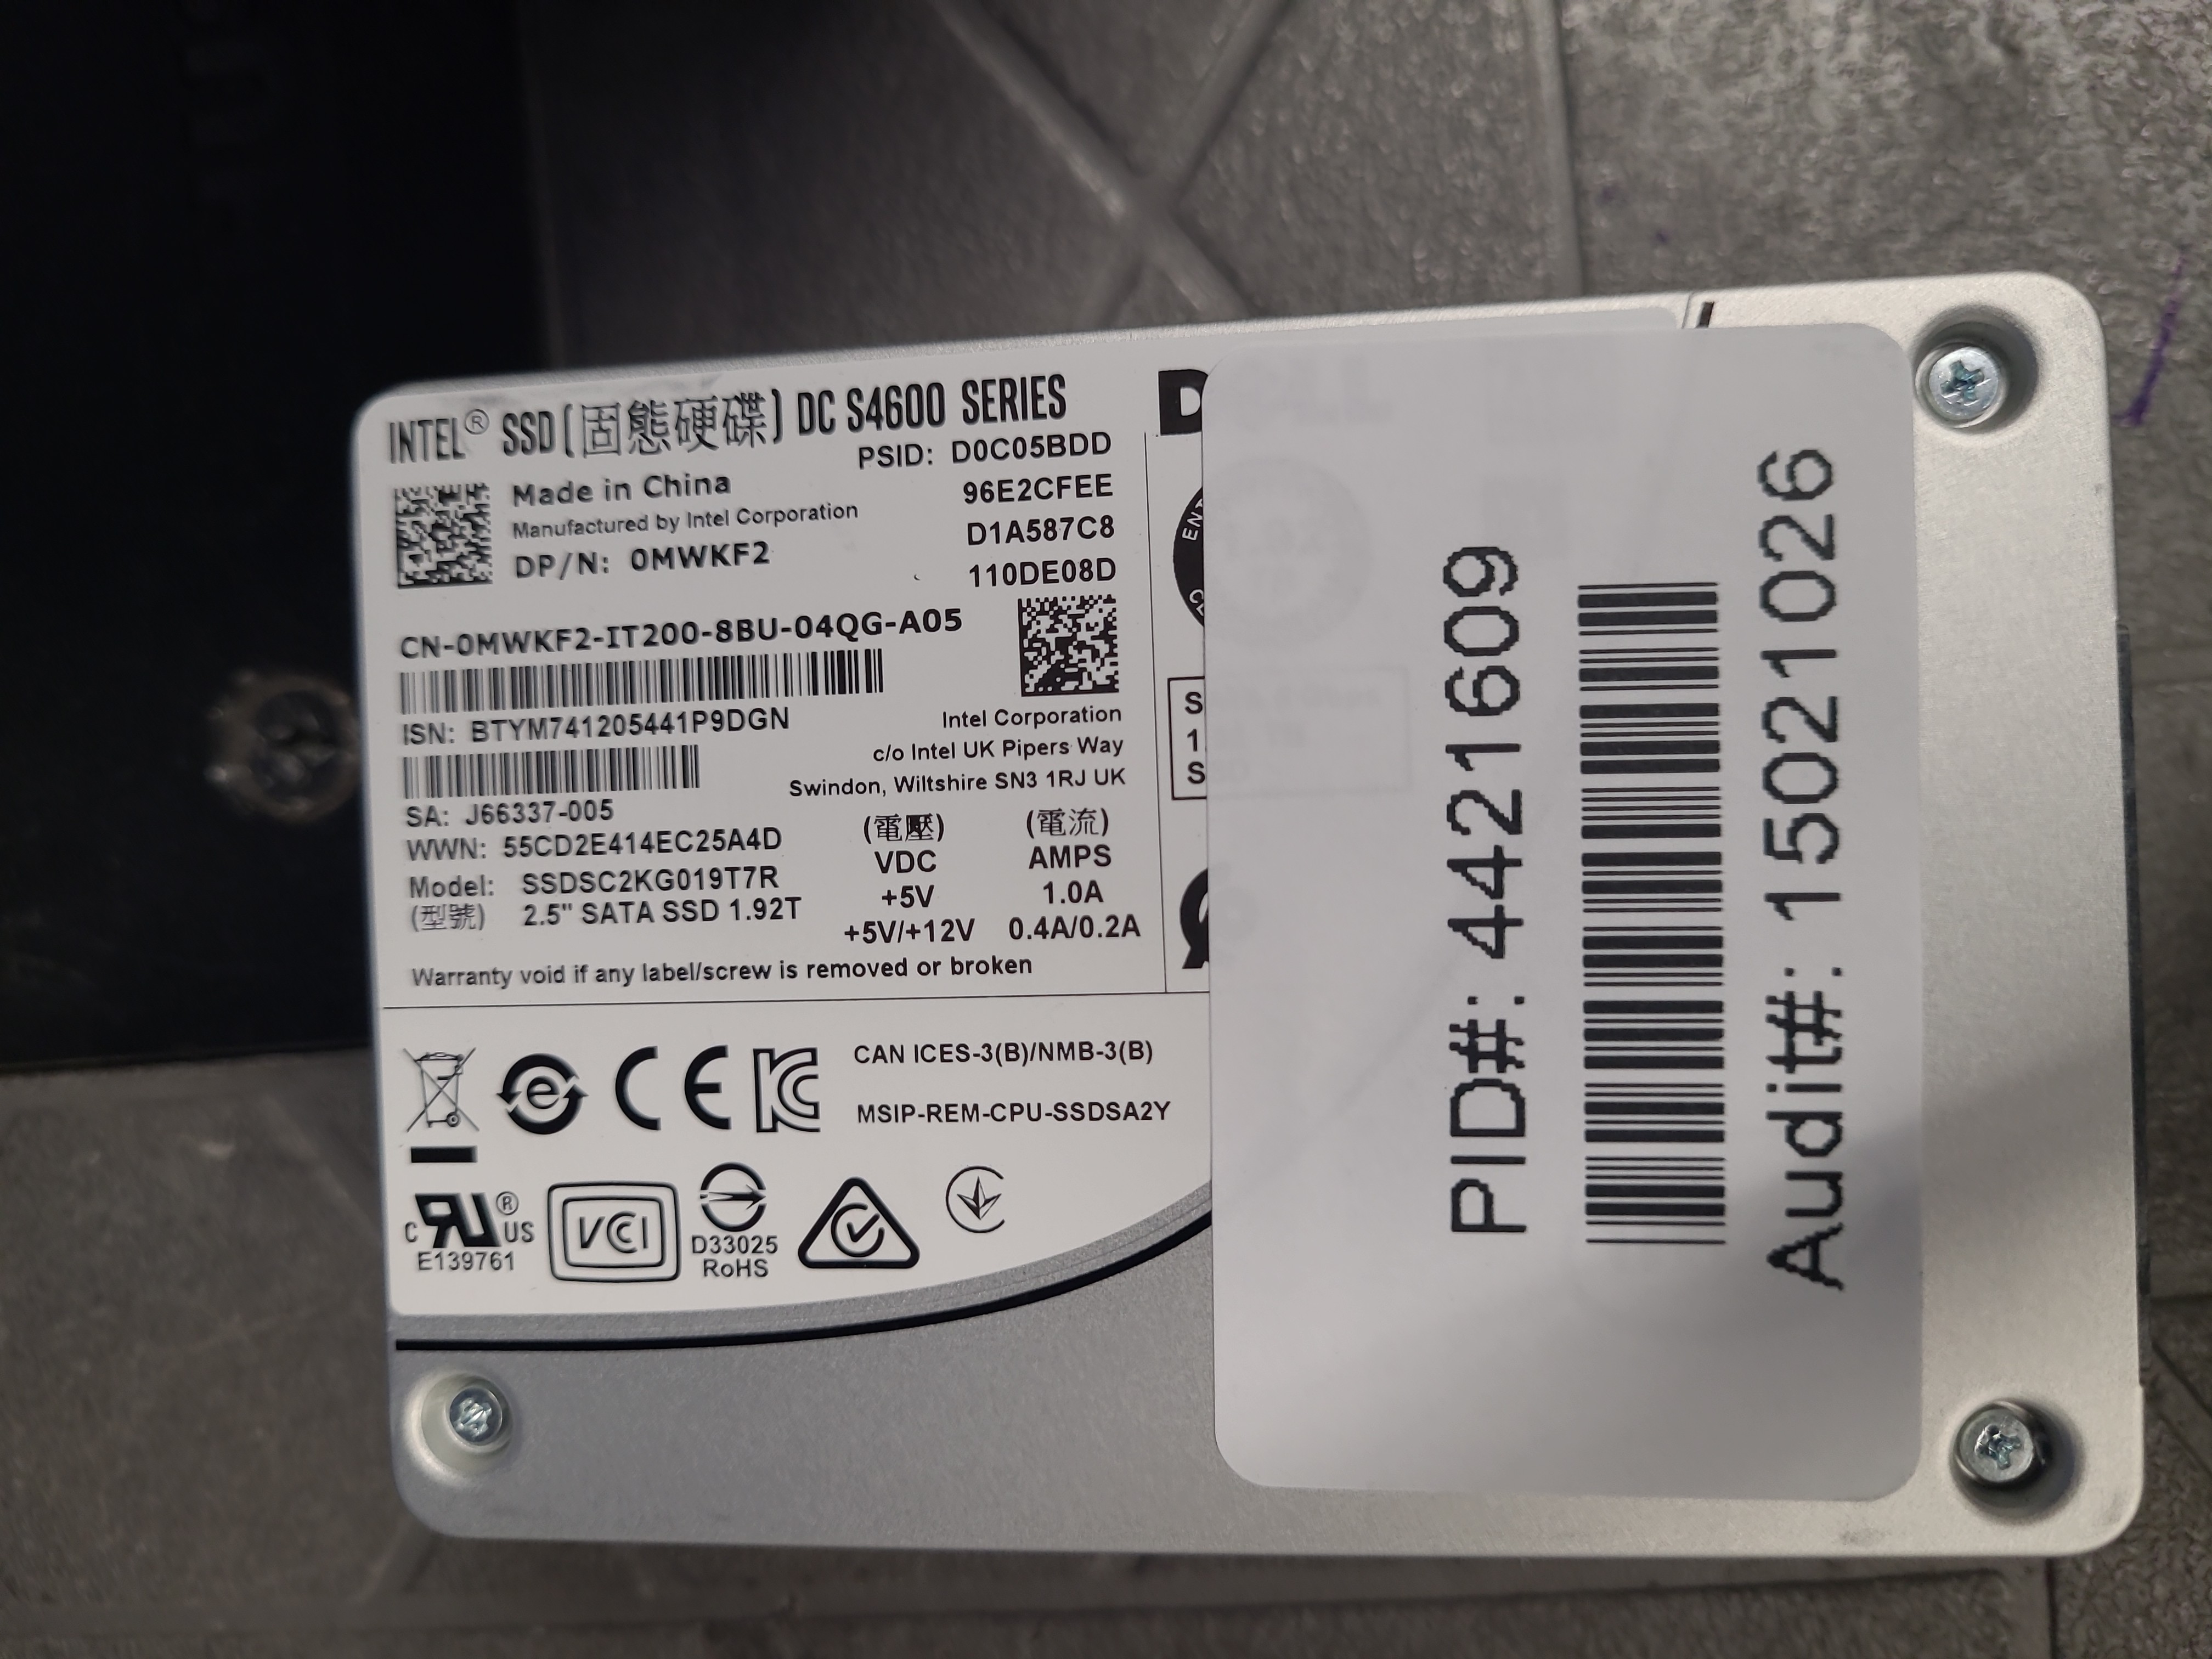 INTEL® SSD(固態硬碟) DC S4600 SERIES
PSID: D0C05BDD
96E2CFEE
D1A587C8
110DE08D
Made in China
Manufactured by Intel Corporation
DP/N: 0MWKF2
CN-0MWKF2-IT200-8BU-04QG-A05
ISN: BTYM741205441P9DGN
Intel Corporation
c/o Intel UK Pipers Way
Swindon, Wiltshire SN3 1RJ UK
SA: J66337-005
WWN: 55CD2E414EC25A4D
Model: SSDSC2KG019T7R
(型號) 2.5" SATA SSD 1.92T
(電壓) (電流)
VDC AMPS
+5V 1.0A
+5V/+12V 0.4A/0.2A
Warranty void if any label/screw is removed or broken
CAN ICES-3(B)/NMB-3(B)
MSIP-REM-CPU-SSDSA2Y
C US
E139761
VCI
D33025
RoHS
PID#: 4421609
Audit#: 15021026